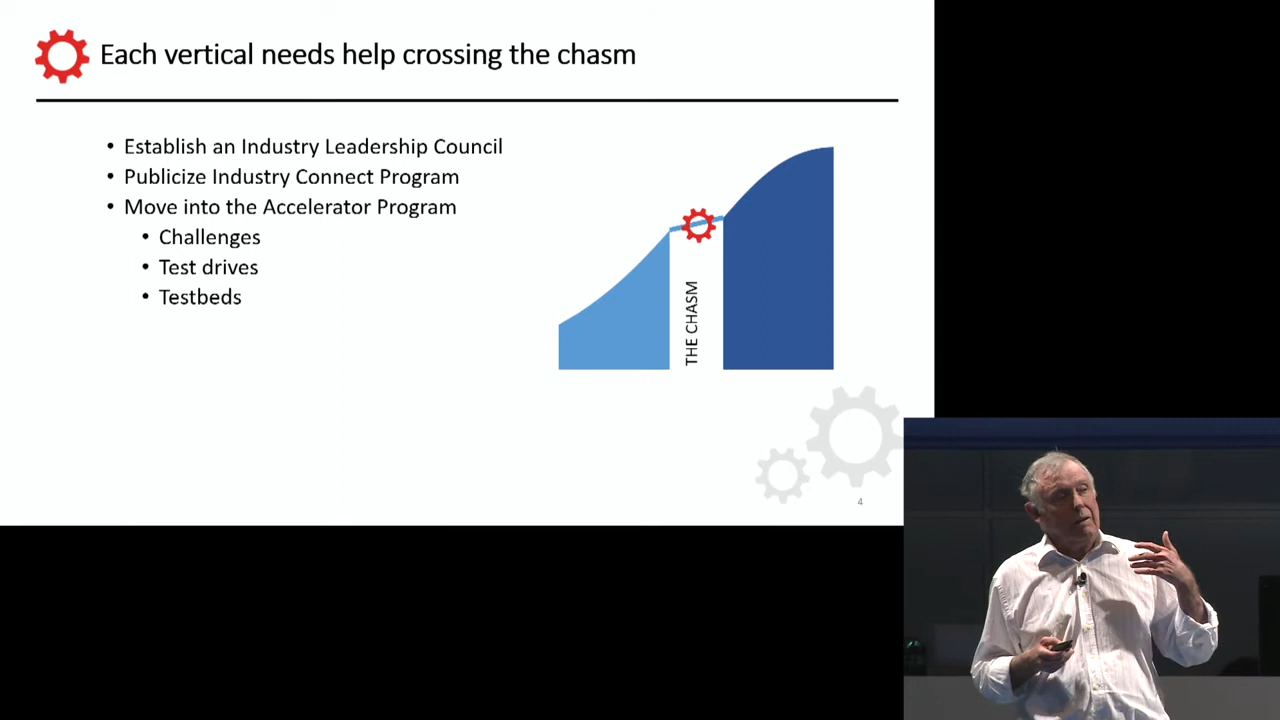 Each vertical needs help crossing the chasm
• Establish an Industry Leadership Council
• Publicize Industry Connect Program
• Move into the Accelerator Program
• Challenges
• Test drives
• Testbeds
THE CHASM
4